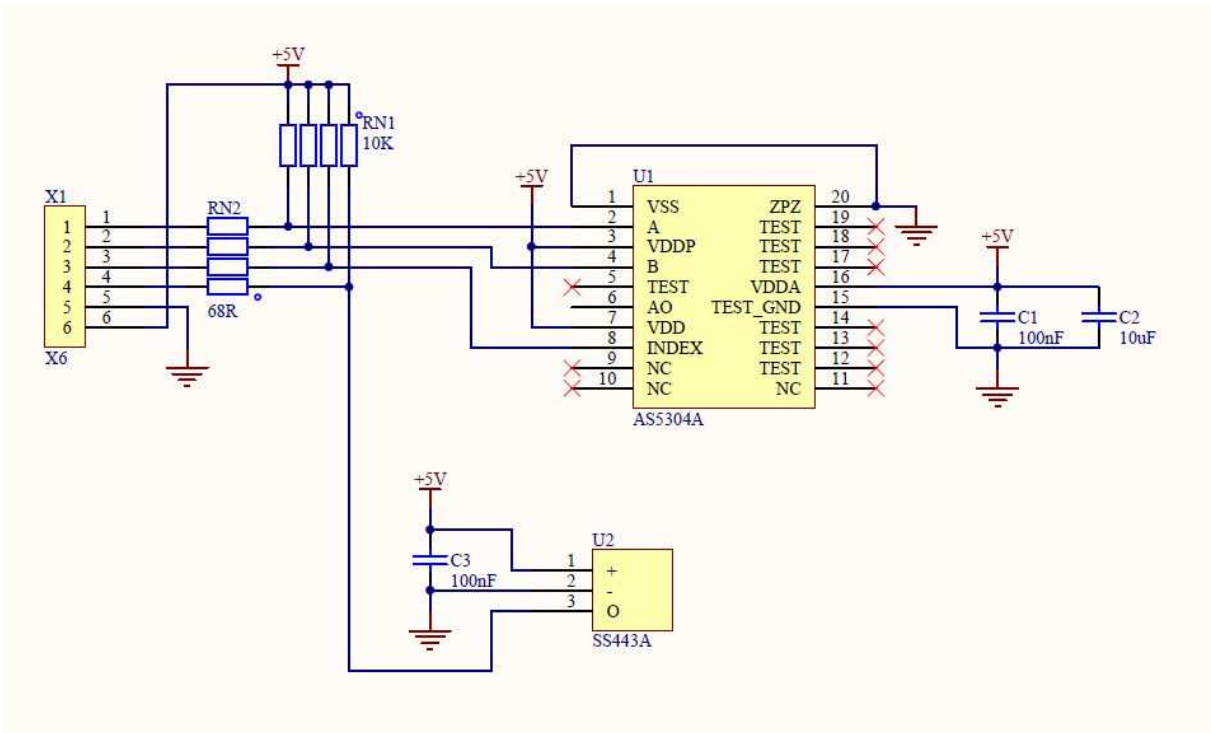 +5V
RN1
10K
X1
1
2
3
4
5
6
1
2
3
4
5
6
X6
RN2
68R
+5V
U1
1 VSS
2 A
3 VDDP
4 B
5 TEST
6 AO
7 VDD
8 INDEX
9 NC
10 NC
ZPZ 20
TEST 19
TEST 18
TEST 17
VDDA 16
TEST_GND 15
TEST 14
TEST 13
TEST 12
NC 11
AS5304A
+5V
C1
100nF
C2
10uF
+5V
C3
100nF
U2
1 +
2 -
3 O
SS443A